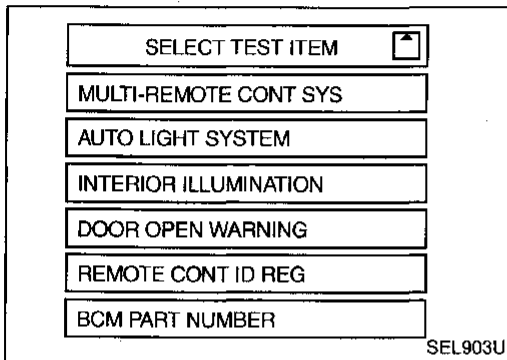 SELECT TEST ITEM
MULTI-REMOTE CONT SYS
AUTO LIGHT SYSTEM
INTERIOR ILLUMINATION
DOOR OPEN WARNING
REMOTE CONT ID REG
BCM PART NUMBER
SEL903U